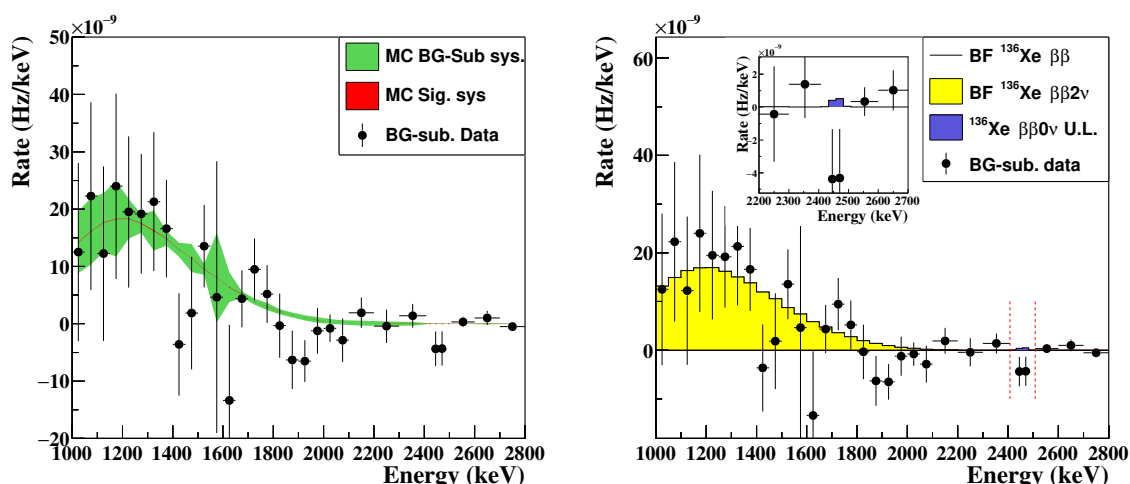 ×10⁻⁹
Rate (Hz/keV)
50
40
30
20
10
0
−10
−20
1000 1200 1400 1600 1800 2000 2200 2400 2600 2800
Energy (keV)
MC BG-Sub sys.
MC Sig. sys
BG-sub. Data
×10⁻⁹
Rate (Hz/keV)
60
40
20
0
1000 1200 1400 1600 1800 2000 2200 2400 2600 2800
Energy (keV)
×10⁻⁹
Rate (Hz/keV)
2
0
−2
−4
2200 2300 2400 2500 2600 2700
Energy (keV)
BF ¹³⁶Xe ββ
BF ¹³⁶Xe ββ2ν
¹³⁶Xe ββ0ν U.L.
BG-sub. data